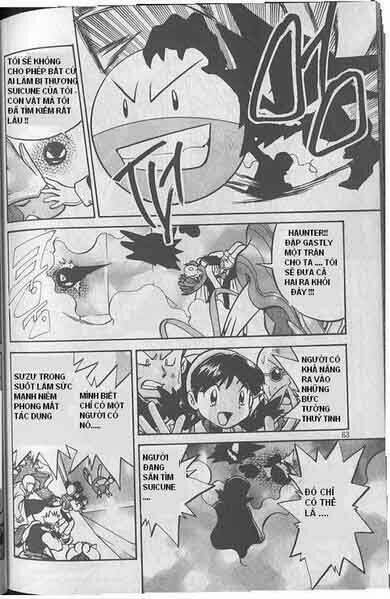 TÔI SẼ KHÔNG
CHO PHÉP BẤT CỨ
AI LÀM BỊ THƯƠNG
SUICUNE CỦA TÔI -
CON VẬT MÀ TÔI
ĐÃ TÌM KIẾM RẤT
LÂU !!
HAUNTER!!
ĐẬP GASTLY
MỘT TRẬN
CHO TA .... TÔI
SẼ ĐƯA CẢ
HAI RA KHỎI
ĐÂY !!!
SUZU TRONG
SUỐT LÀM SỨC
MẠNH NIÊM
PHONG MẤT
TÁC DỤNG
MÌNH BIẾT
CHỈ CÓ MỘT
NGƯỜI CÓ
NÓ.....
NGƯỜI CÓ
KHẢ NĂNG
RA VÀO
NHỮNG
BỨC
TƯỜNG
THUỶ TINH
63
NGƯỜI
ĐANG
SĂN TÌM
SUICUNE
....
ĐÓ CHỈ
CÓ THỂ
LÀ .....